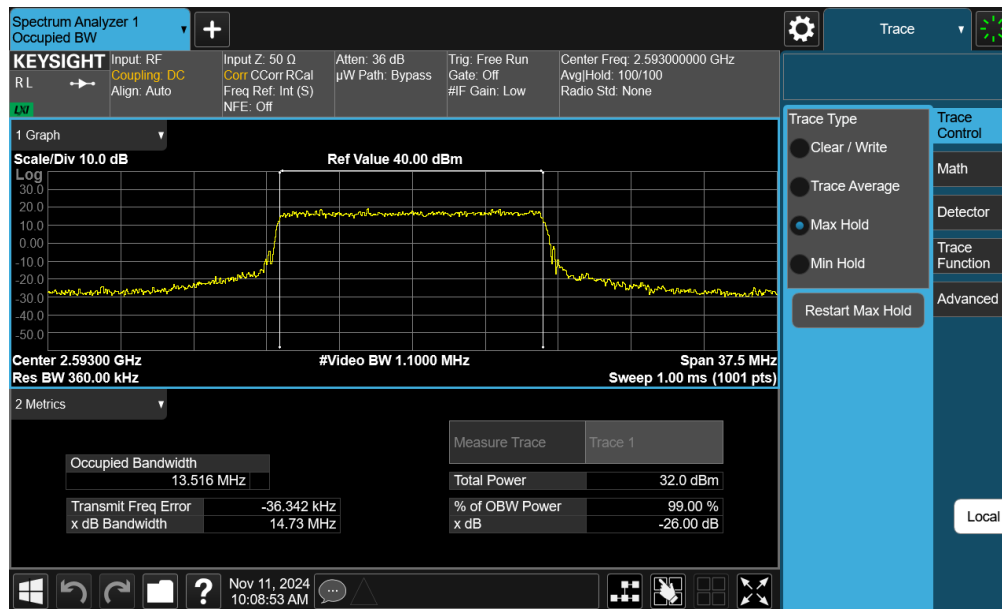 Spectrum Analyzer 1
Occupied BW
+
Trace
KEYSIGHT
RL
LXI
Input: RF
Coupling: DC
Align: Auto
Input Z: 50 Ω
Corr CCorr RCal
Freq Ref: Int (S)
NFE: Off
Atten: 36 dB
µW Path: Bypass
Trig: Free Run
Gate: Off
#IF Gain: Low
Center Freq: 2.593000000 GHz
Avg|Hold: 100/100
Radio Std: None
1 Graph
Scale/Div 10.0 dB
Ref Value 40.00 dBm
Log
30.0
20.0
10.0
0.00
-10.0
-20.0
-30.0
-40.0
-50.0
Center 2.59300 GHz
#Video BW 1.1000 MHz
Span 37.5 MHz
Res BW 360.00 kHz
Sweep 1.00 ms (1001 pts)
2 Metrics
Measure Trace
Trace 1
Occupied Bandwidth
13.516 MHz
Total Power
32.0 dBm
Transmit Freq Error
-36.342 kHz
% of OBW Power
99.00 %
x dB Bandwidth
14.73 MHz
x dB
-26.00 dB
Trace Type
Clear / Write
Trace Average
Max Hold
Min Hold
Restart Max Hold
Trace
Control
Math
Detector
Trace
Function
Advanced
Local
?
Nov 11, 2024
10:08:53 AM